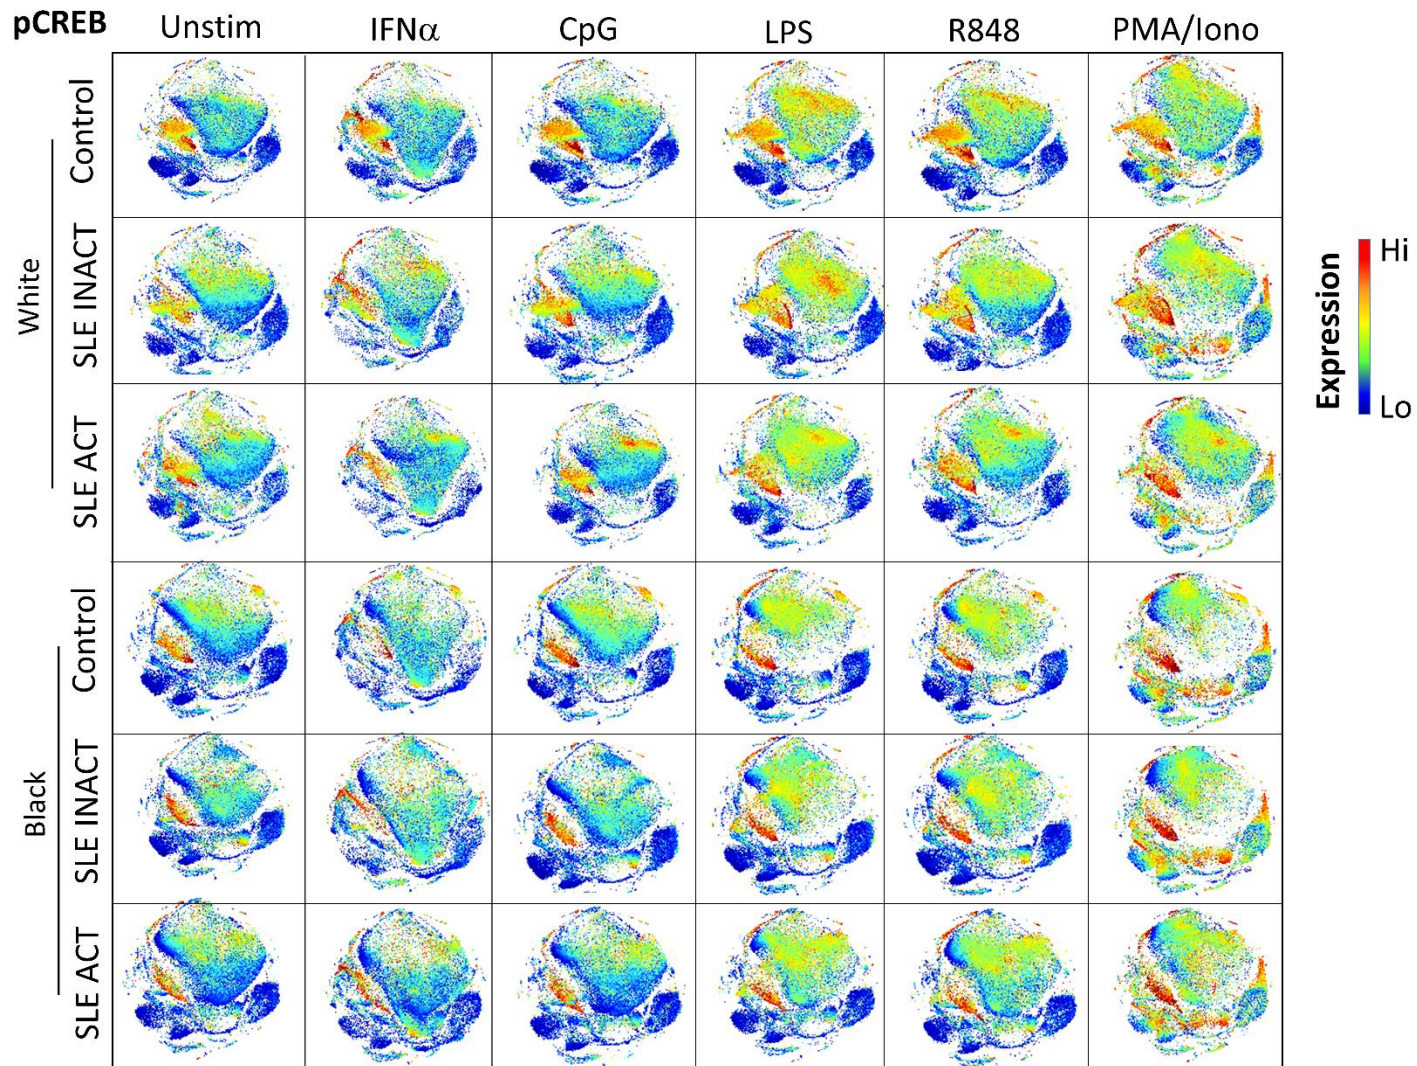 pCREB Unstim IFNα CpG LPS R848 PMA/Iono
White
Control
SLE INACT
SLE ACT
Black
Control
SLE INACT
SLE ACT
Expression
Hi
Lo